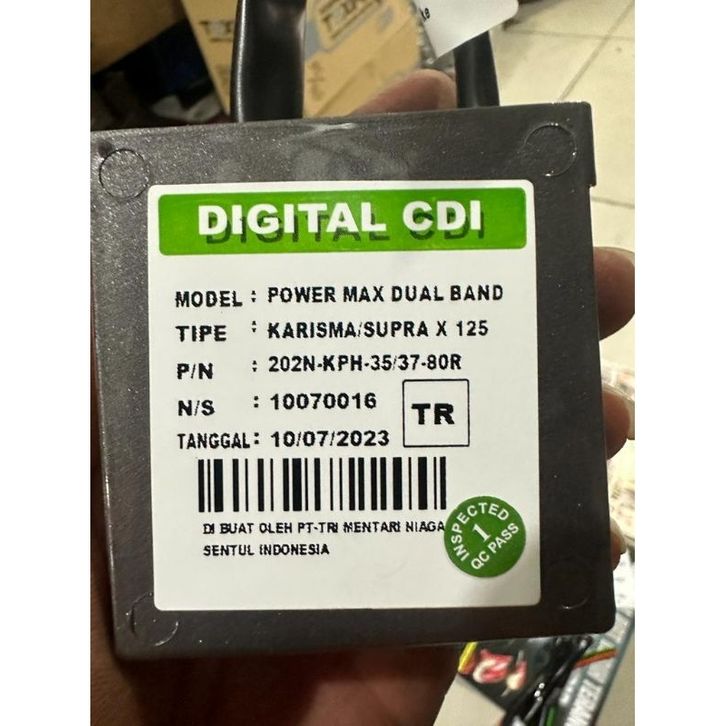 DIGITAL CDI
MODEL : POWER MAX DUAL BAND
TIPE : KARISMA/SUPRA X 125
P/N : 202N-KPH-35/37-80R
N/S : 10070016
TR
TANGGAL : 10/07/2023
DI BUAT OLEH PT-TRI MENTARI NIAGA
SENTUL INDONESIA
INSPECTED
1
QC PASS